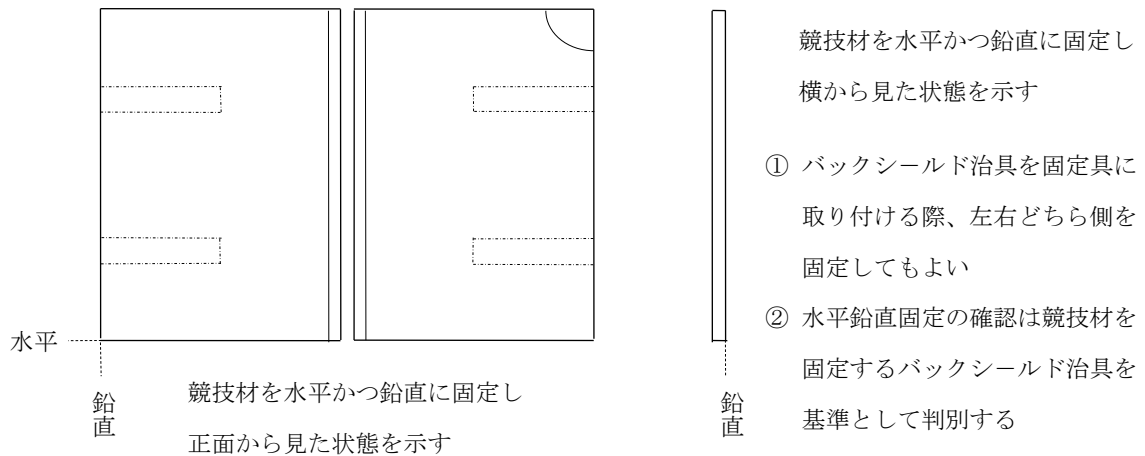 水平
鉛直
競技材を水平かつ鉛直に固定し
正面から見た状態を示す
鉛直
競技材を水平かつ鉛直に固定し
横から見た状態を示す
① バックシールド治具を固定具に
取り付ける際、左右どちら側を
固定してもよい
② 水平鉛直固定の確認は競技材を
固定するバックシールド治具を
基準として判別する